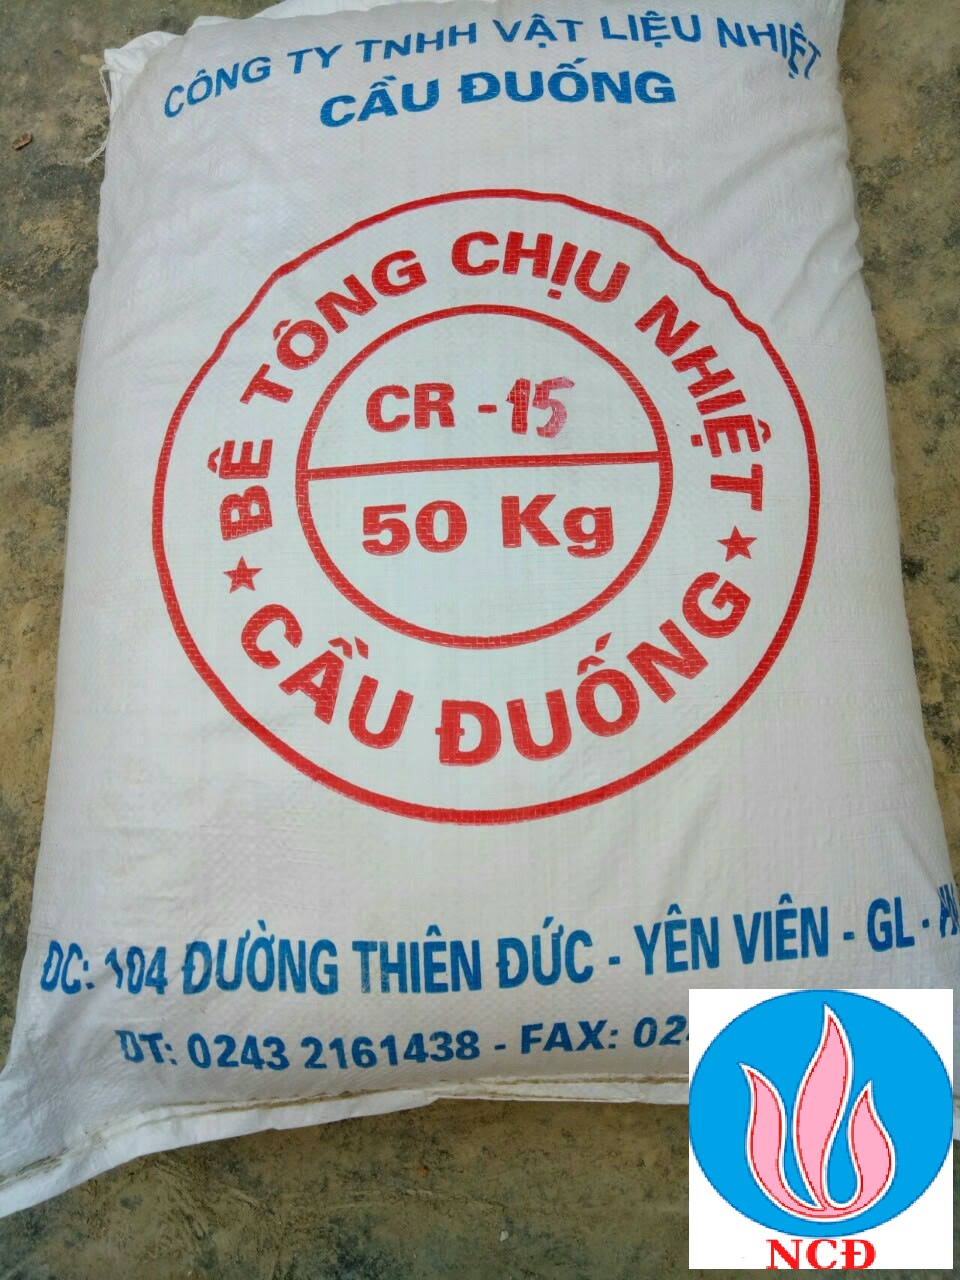 CÔNG TY TNHH VẬT LIỆU NHIỆT
CẦU ĐUỐNG
BÊ TÔNG CHỊU NHIỆT
CR - 15
50 Kg
★ CẦU ĐUỐNG ★
ĐC: 104 ĐƯỜNG THIÊN ĐỨC - YÊN VIÊN - GL -
ĐT: 0243 2161438 - FAX:
NCĐ